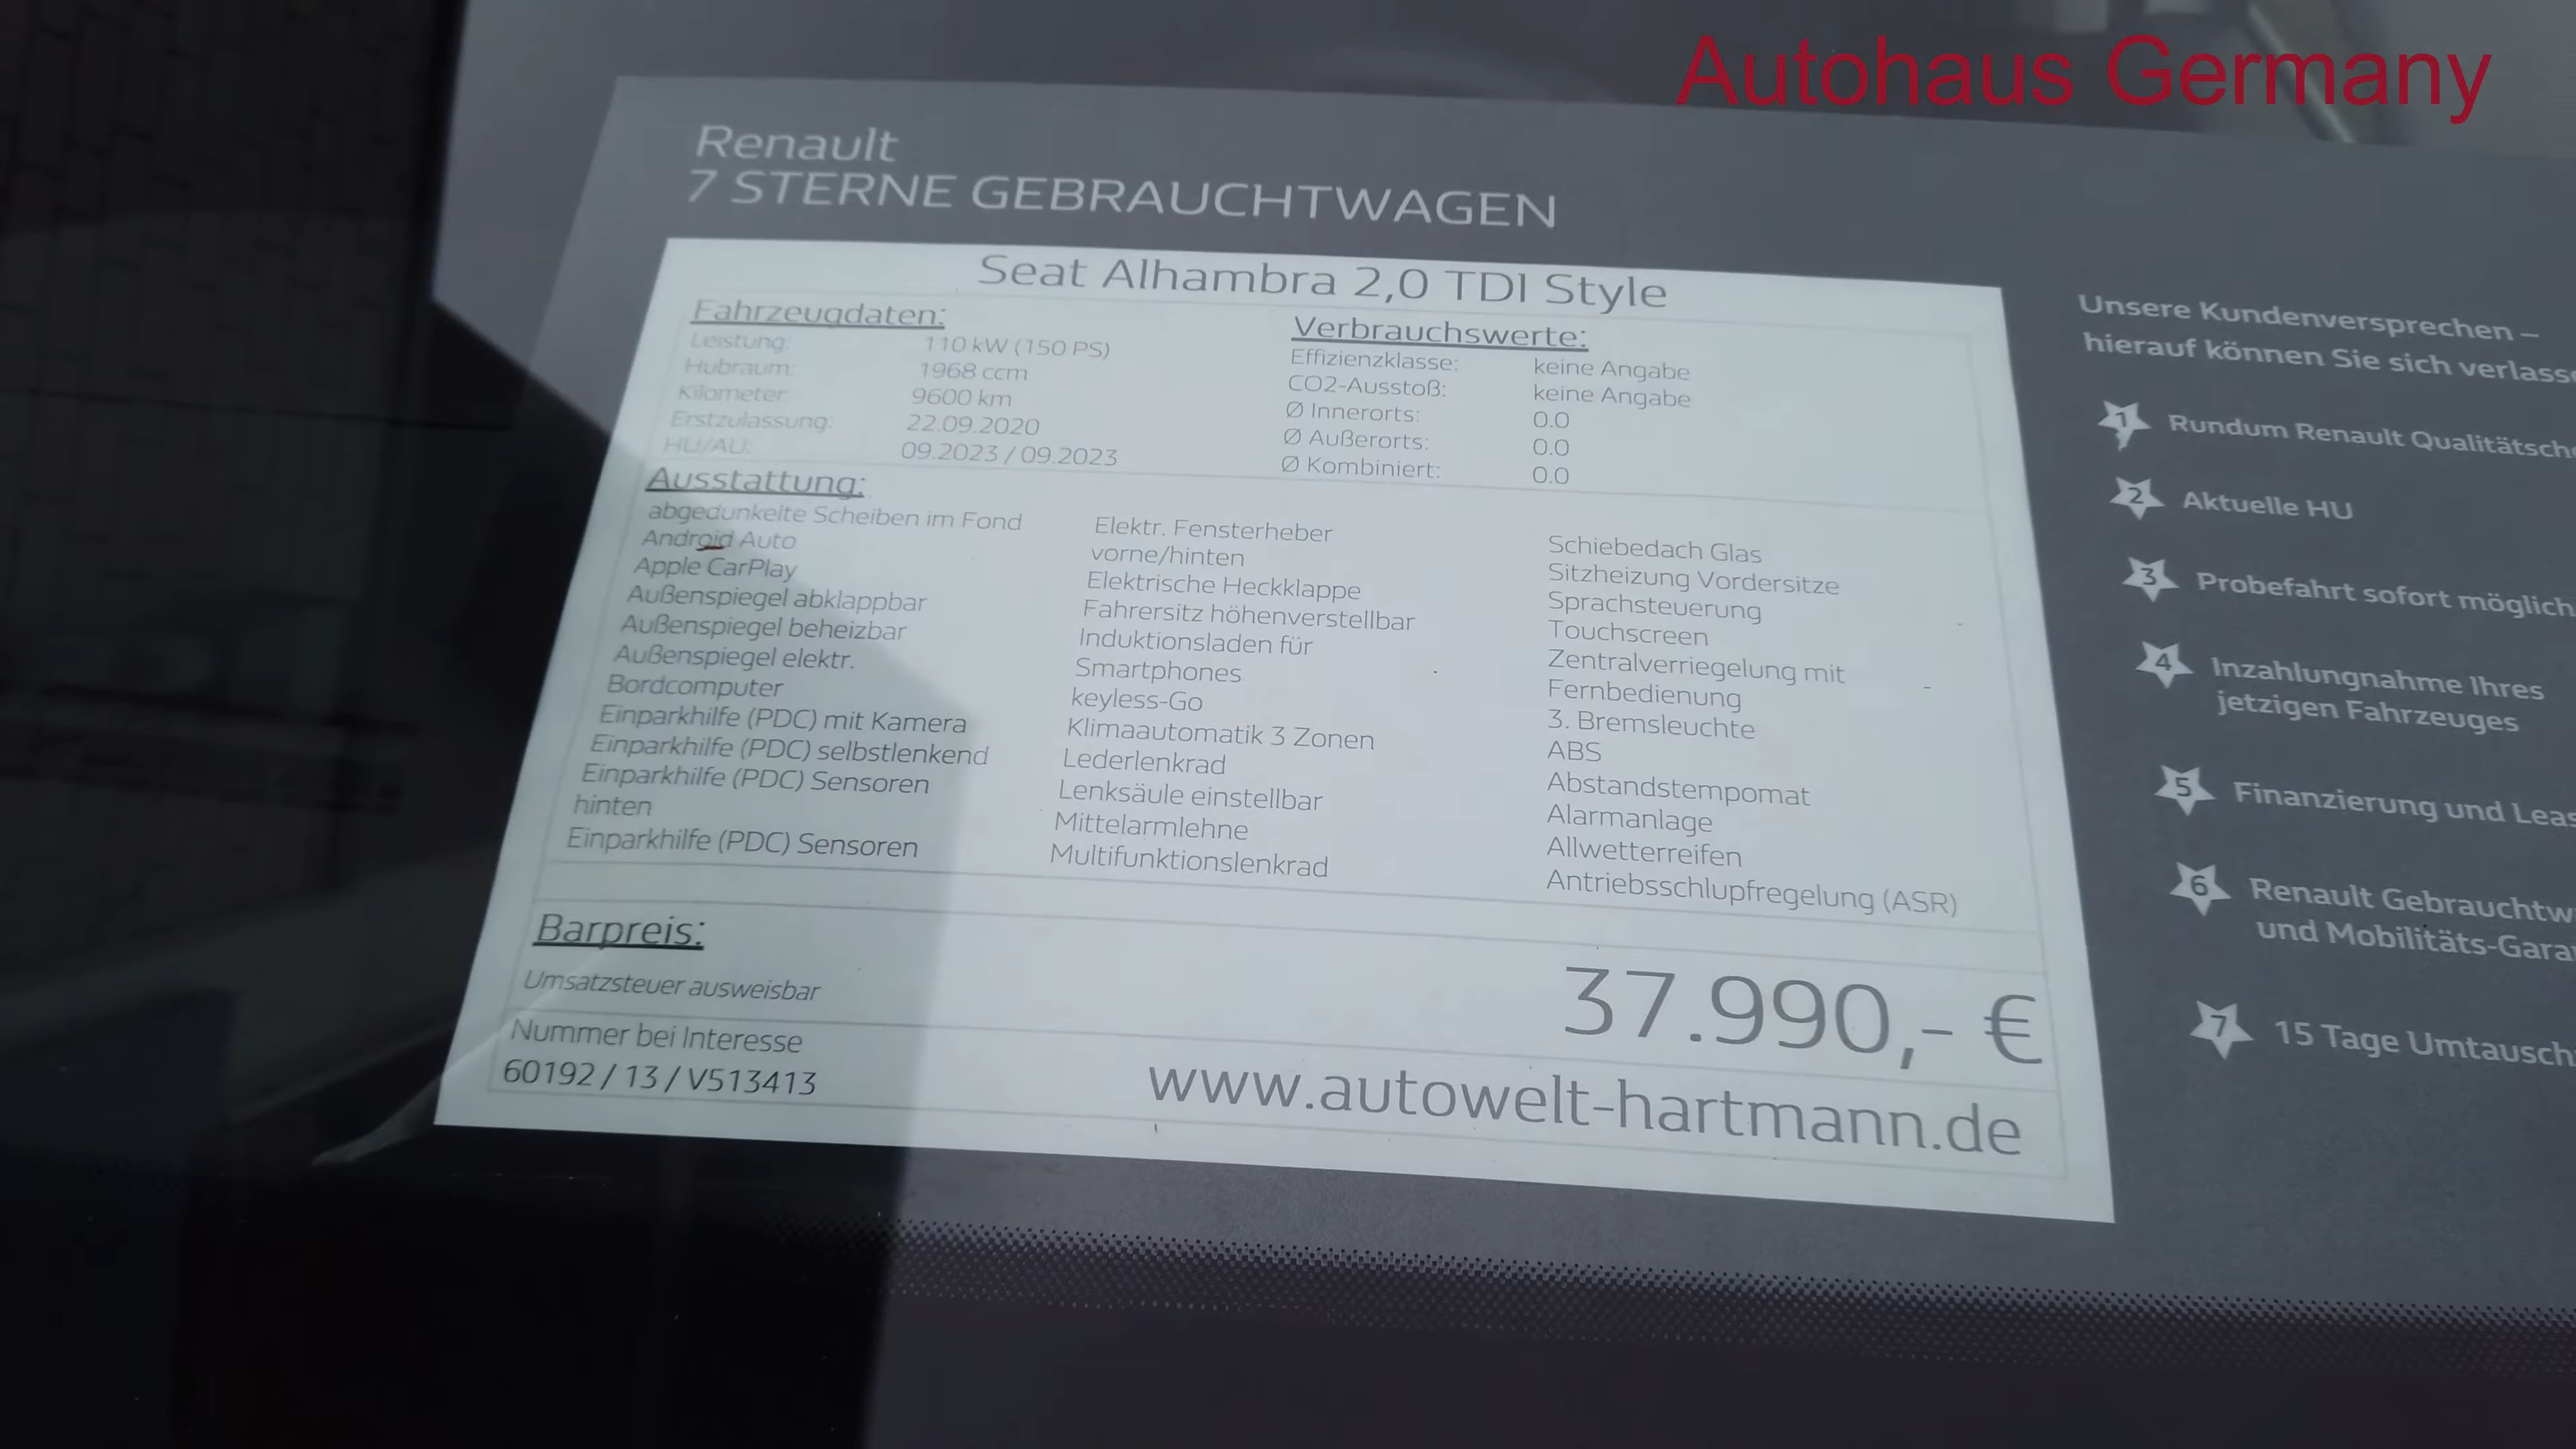 Autohaus Germany
Renault
7 STERNE GEBRAUCHTWAGEN
Seat Alhambra 2,0 TDI Style
Fahrzeugdaten:
Leistung: 110 kW (150 PS)
Hubraum: 1968 ccm
Kilometer: 9600 km
Erstzulassung: 22.09.2020
HU/AU: 09.2023 / 09.2023
Verbrauchswerte:
Effizienzklasse: keine Angabe
CO2-Ausstoß: keine Angabe
Ø Innerorts: 0.0
Ø Außerorts: 0.0
Ø Kombiniert: 0.0
Ausstattung:
abgedunkelte Scheiben im Fond
Android Auto
Apple CarPlay
Außenspiegel abklappbar
Außenspiegel beheizbar
Außenspiegel elektr.
Bordcomputer
Einparkhilfe (PDC) mit Kamera
Einparkhilfe (PDC) selbstlenkend
Einparkhilfe (PDC) Sensoren
hinten
Einparkhilfe (PDC) Sensoren
Elektr. Fensterheber
vorne/hinten
Elektrische Heckklappe
Fahrersitz höhenverstellbar
Induktionsladen für
Smartphones
keyless-Go
Klimaautomatik 3 Zonen
Lederlenkrad
Lenksäule einstellbar
Mittelarmlehne
Multifunktionslenkrad
Schiebedach Glas
Sitzheizung Vordersitze
Sprachsteuerung
Touchscreen
Zentralverriegelung mit
Fernbedienung
3. Bremsleuchte
ABS
Abstandstempomat
Alarmanlage
Allwetterreifen
Antriebsschlupfregelung (ASR)
Barpreis:
Umsatzsteuer ausweisbar
37.990,- €
Nummer bei Interesse
60192 / 13 / V513413
www.autowelt-hartmann.de
Unsere Kundenversprechen –
hierauf können Sie sich
1 Rundum Renault
2 Aktuelle HU
3 Probefahrt sofort möglich
4 Inzahlungnahme Ihres
jetzigen Fahrzeuges
5 Finanzierung und
6 Renault
und
7 15 Tage